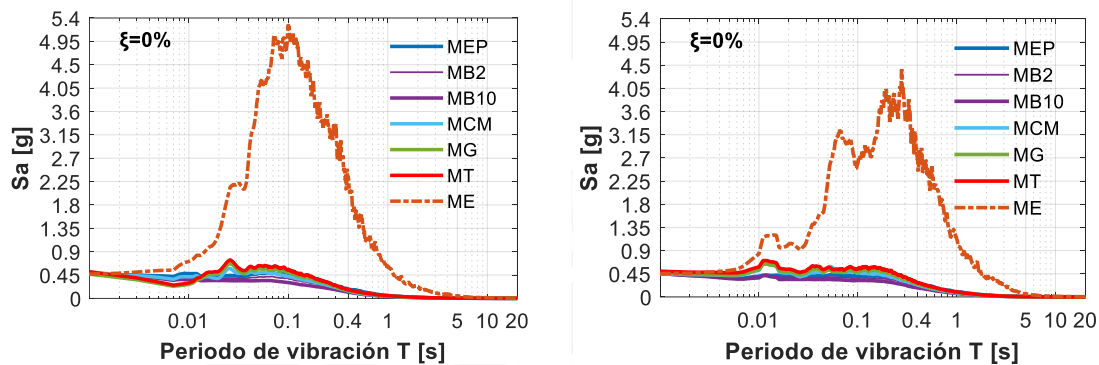 5.4
4.95
4.5
4.05
3.6
3.15
2.7
2.25
1.8
1.35
0.9
0.45
0
Sa [g]
ξ=0%
MEP
MB2
MB10
MCM
MG
MT
ME
0.01 0.1 0.4 1 5 10 20
Periodo de vibración T [s]
5.4
4.95
4.5
4.05
3.6
3.15
2.7
2.25
1.8
1.35
0.9
0.45
0
Sa [g]
ξ=0%
MEP
MB2
MB10
MCM
MG
MT
ME
0.01 0.1 0.4 1 5 10 20
Periodo de vibración T [s]